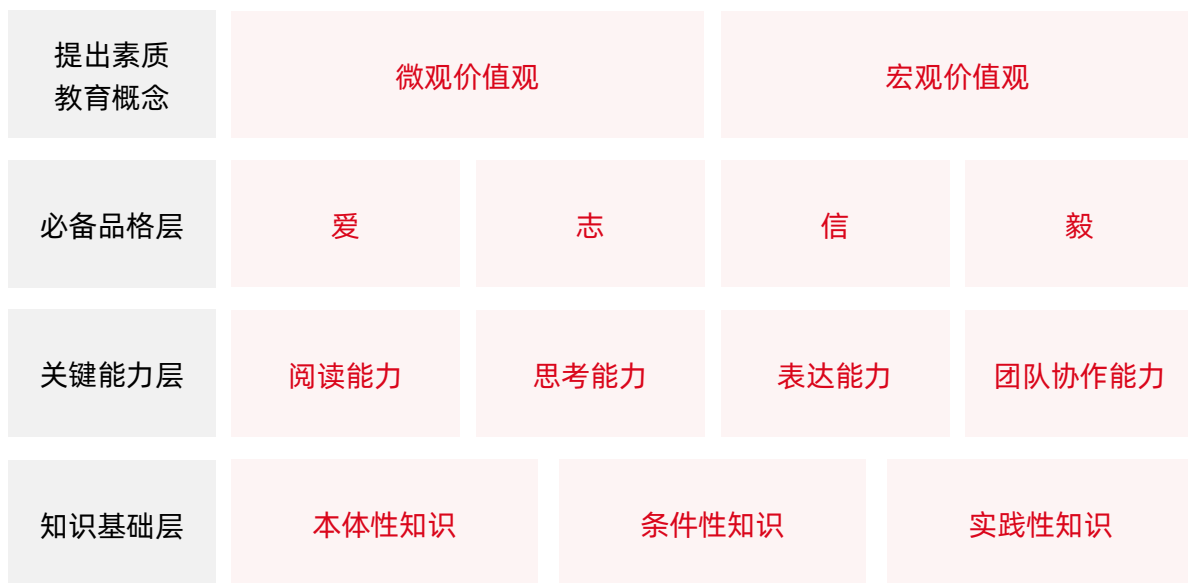 提出素质
教育概念
微观价值观
宏观价值观
必备品格层
爱
志
信
毅
关键能力层
阅读能力
思考能力
表达能力
团队协作能力
知识基础层
本体性知识
条件性知识
实践性知识